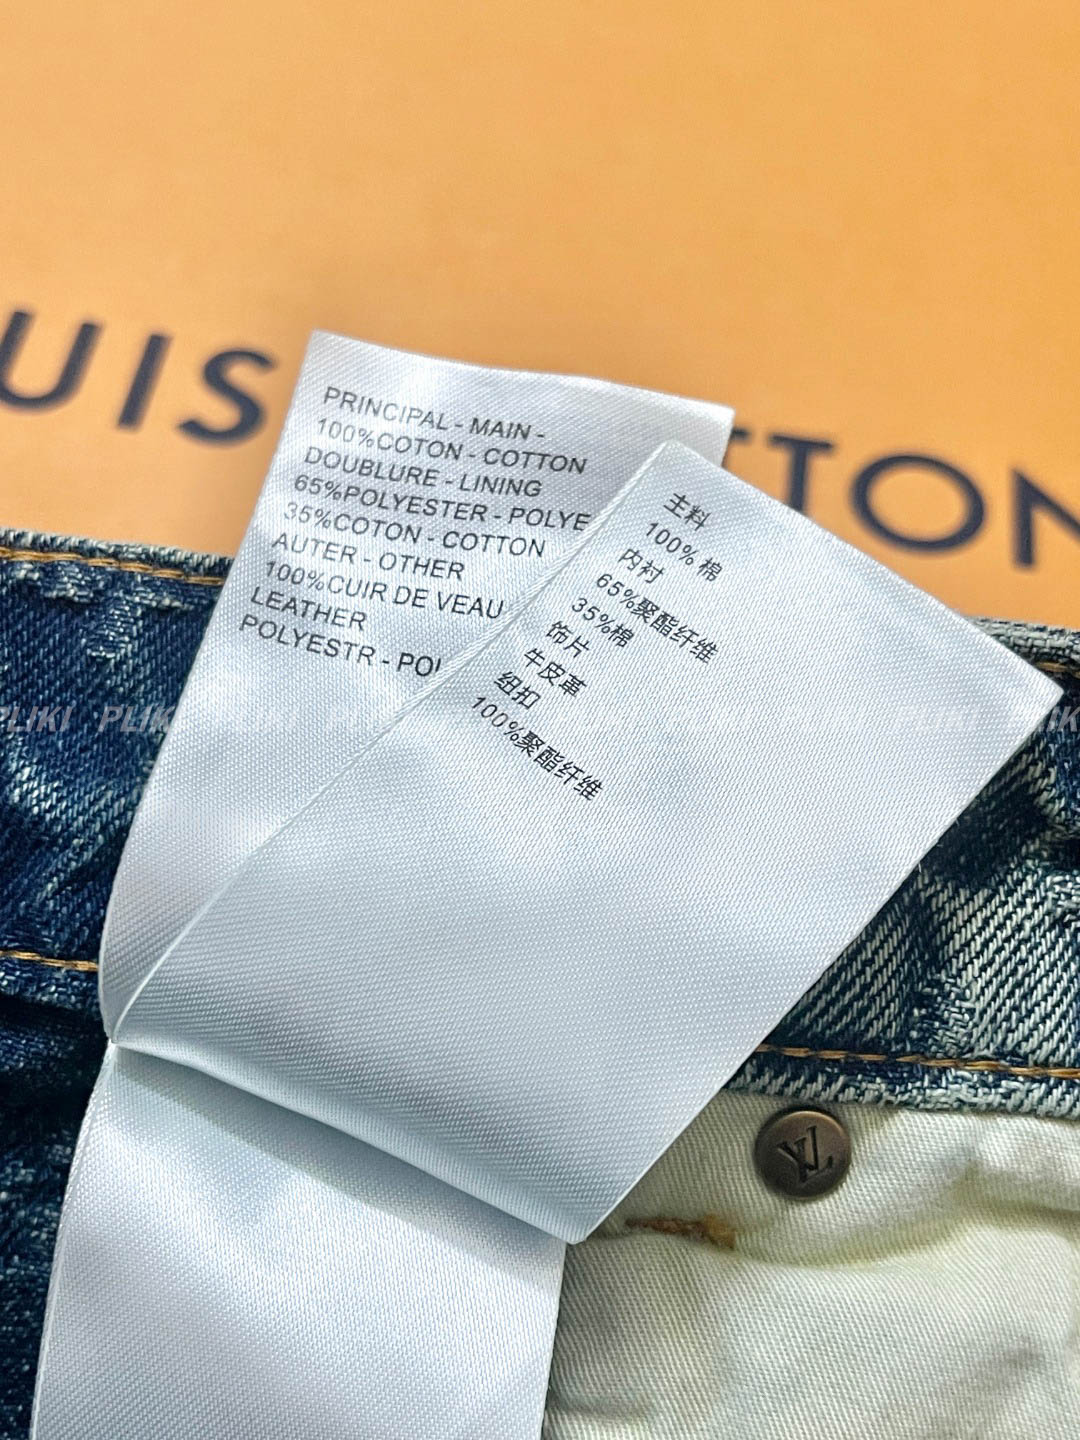 UIS
TTON
PRINCIPAL - MAIN -
100%COTON - COTTON
DOUBLURE - LINING
65%POLYESTER - POLYE
35%COTON - COTTON
AUTER - OTHER
100%CUIR DE VEAU
LEATHER
POLYESTR - POL
主料
100% 棉
内衬
65%聚酯纤维
35%棉
饰片
牛皮革
纽扣
100%聚酯纤维
PLIKI PLIKI
LV